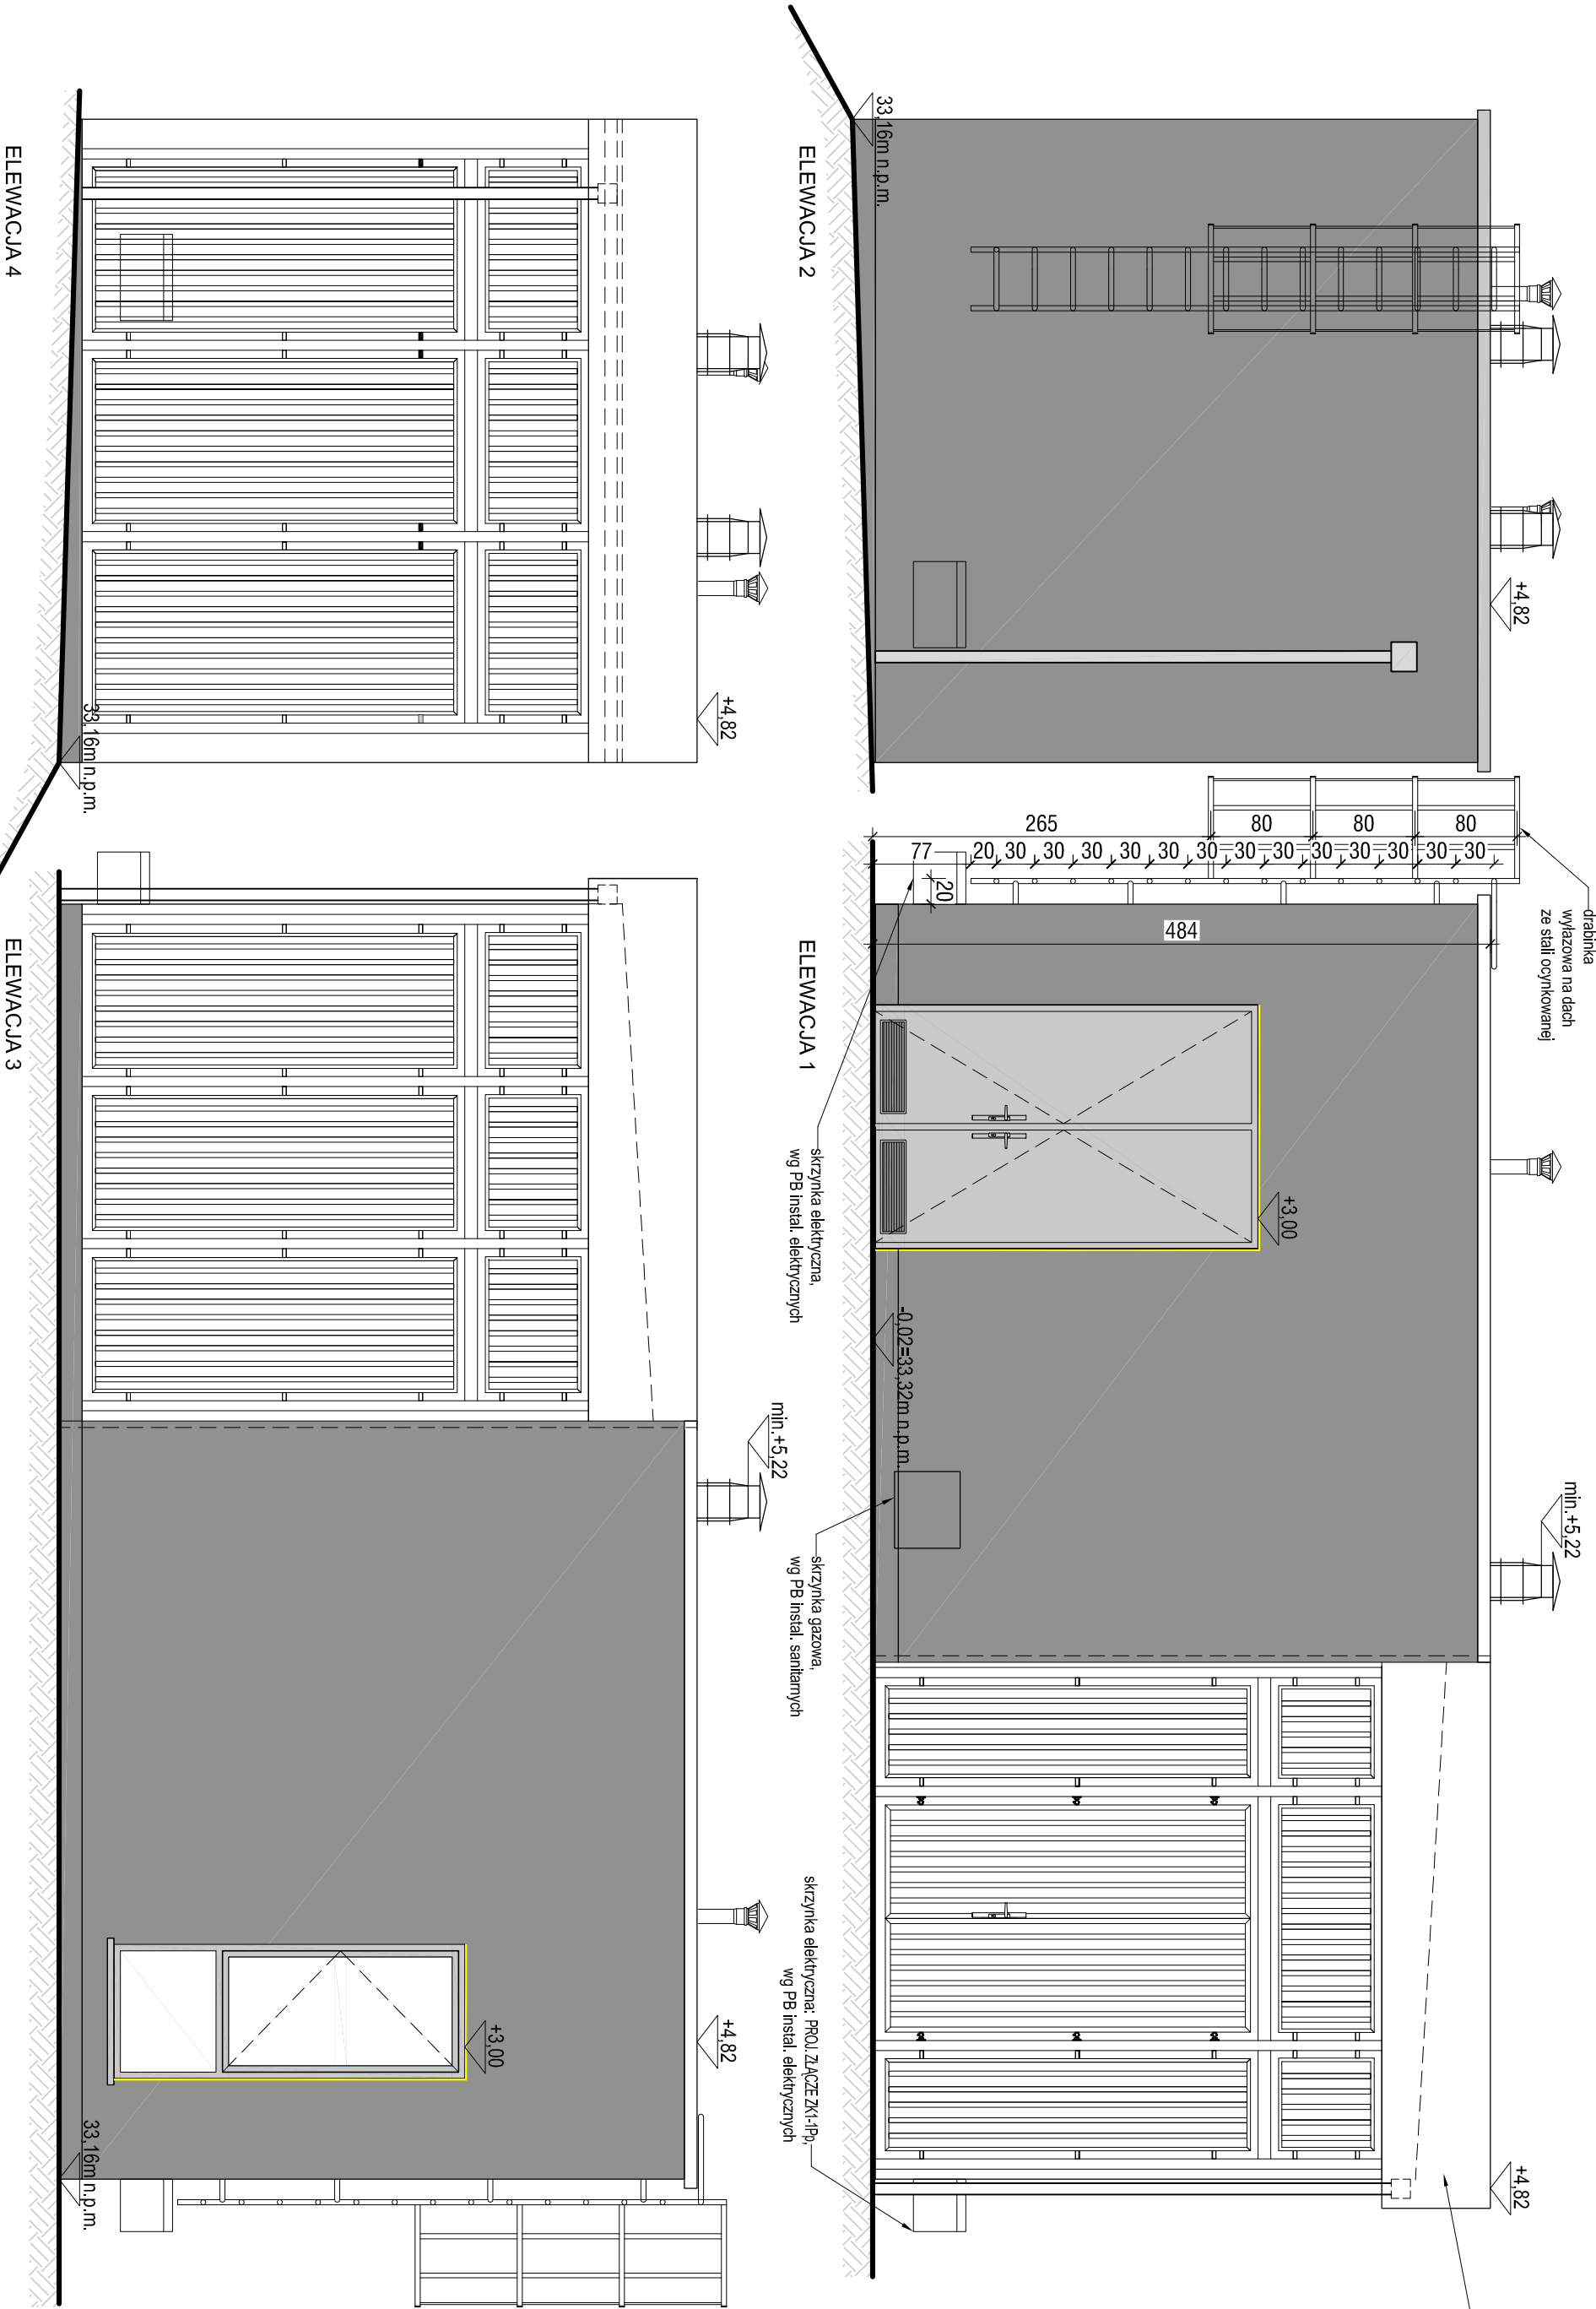 drabinka
wyłazowa na dach
ze stali ocynkowanej
33,16m n.p.m.
+4,82
ELEWACJA 2
265
80
80
80
77
20
30
30
30
30
30
30
30
30
30
30
30
30
30
20
484
+3,00
-0,02=33,32m n.p.m.
min.+5,22
+4,82
ELEWACJA 1
skrzynka elektryczna,
wg PB instal. elektrycznych
skrzynka gazowa,
wg PB instal. sanitarnych
skrzynka elektryczna; PROJ. ZŁĄCZE ZK1-1Pp,
wg PB instal. elektrycznych
+4,82
33,16m n.p.m.
ELEWACJA 4
min.+5,22
+3,00
+4,82
33,16m n.p.m.
ELEWACJA 3